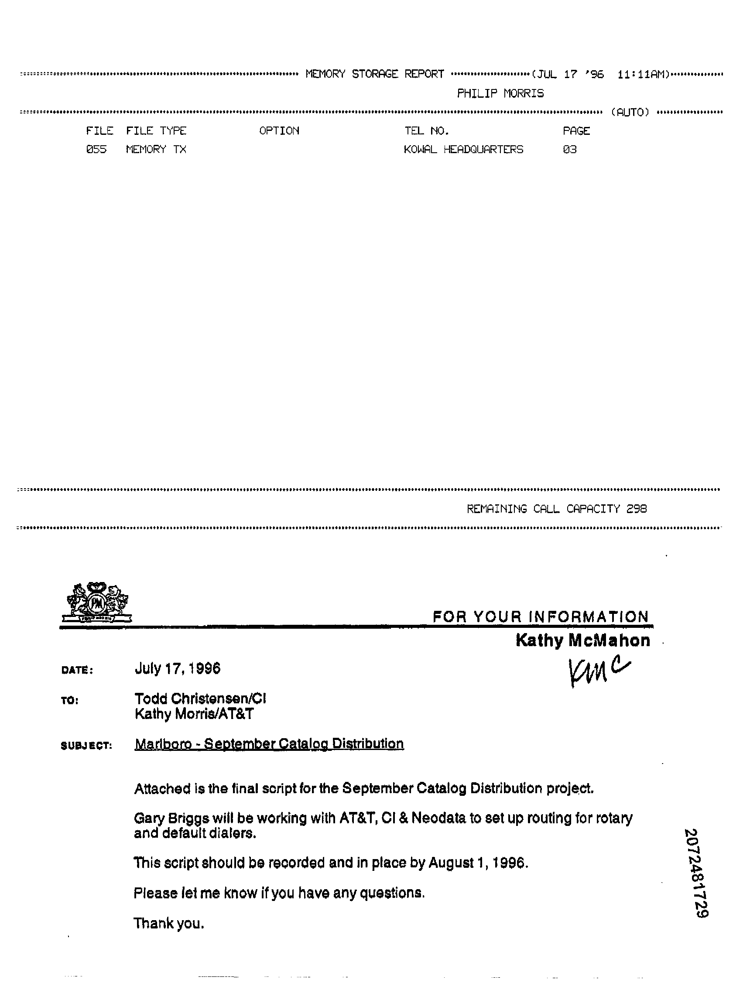 MEMORY STORAGE REPORT (JUL 17 '96 11:11AM)
PHILIP MORRIS
(AUTO)
FILE FILE TYPE OPTION TEL NO. PAGE
055 MEMORY TX KOWAL HEADQUARTERS 03
REMAINING CALL CAPACITY 298
PM
FOR YOUR INFORMATION
Kathy McMahon
KMC
DATE: July 17, 1996
TO: Todd Christensen/CI
Kathy Morris/AT&T
SUBJECT: Marlboro - September Catalog Distribution
Attached is the final script for the September Catalog Distribution project.
Gary Briggs will be working with AT&T, CI & Neodata to set up routing for rotary
and default dialers.
This script should be recorded and in place by August 1, 1996.
Please let me know if you have any questions.
Thank you.
2072481729